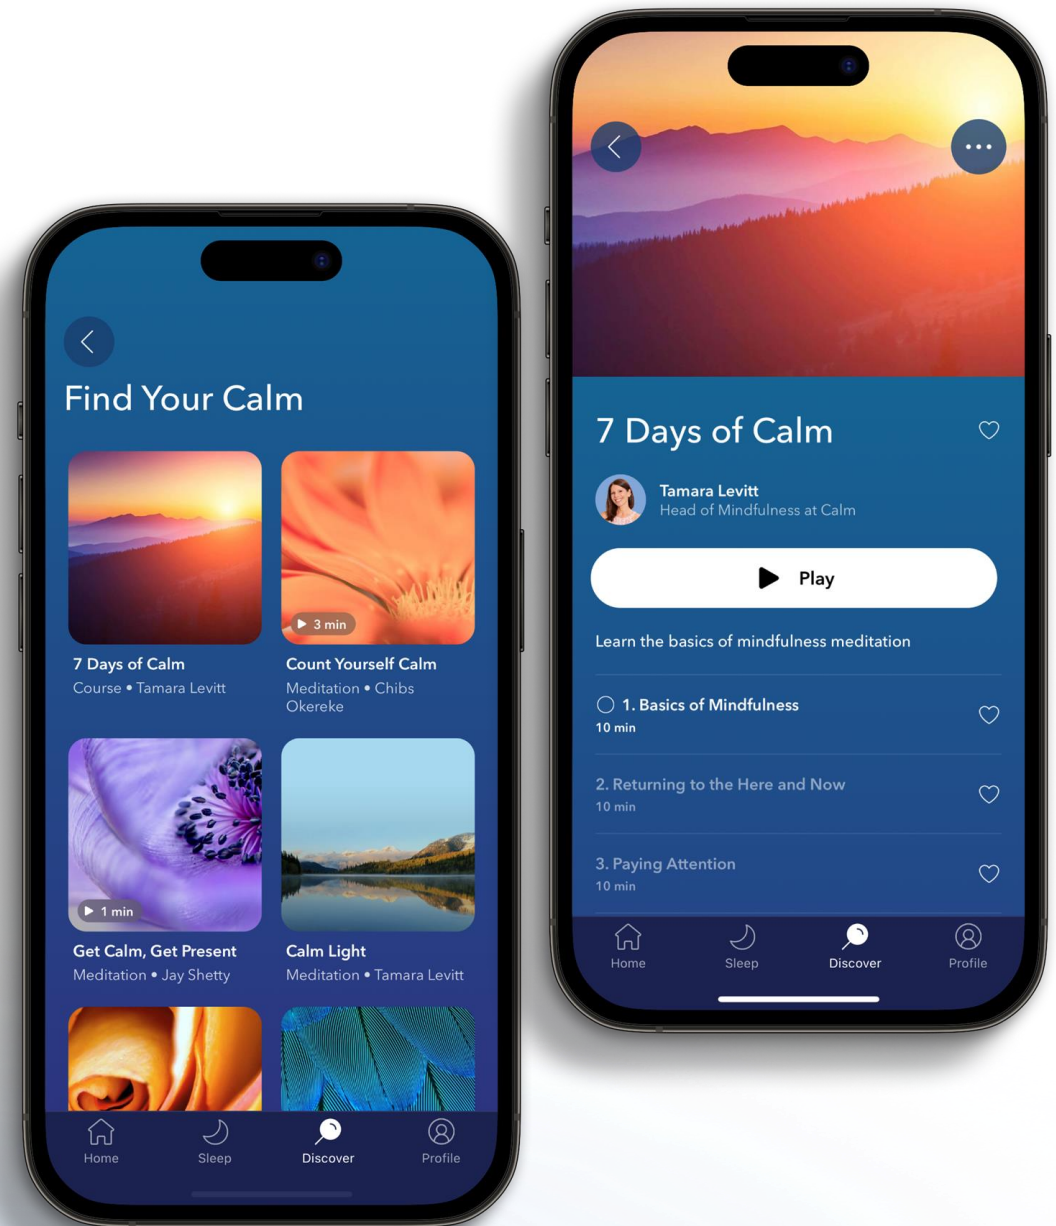 Find Your Calm
7 Days of Calm
Course • Tamara Levitt
3 min
Count Yourself Calm
Meditation • Chibs
Okereke
1 min
Get Calm, Get Present
Meditation • Jay Shetty
Calm Light
Meditation • Tamara Levitt
Home
Sleep
Discover
Profile
7 Days of Calm
Tamara Levitt
Head of Mindfulness at Calm
Play
Learn the basics of mindfulness meditation
1. Basics of Mindfulness
10 min
2. Returning to the Here and Now
10 min
3. Paying Attention
10 min
Home
Sleep
Discover
Profile